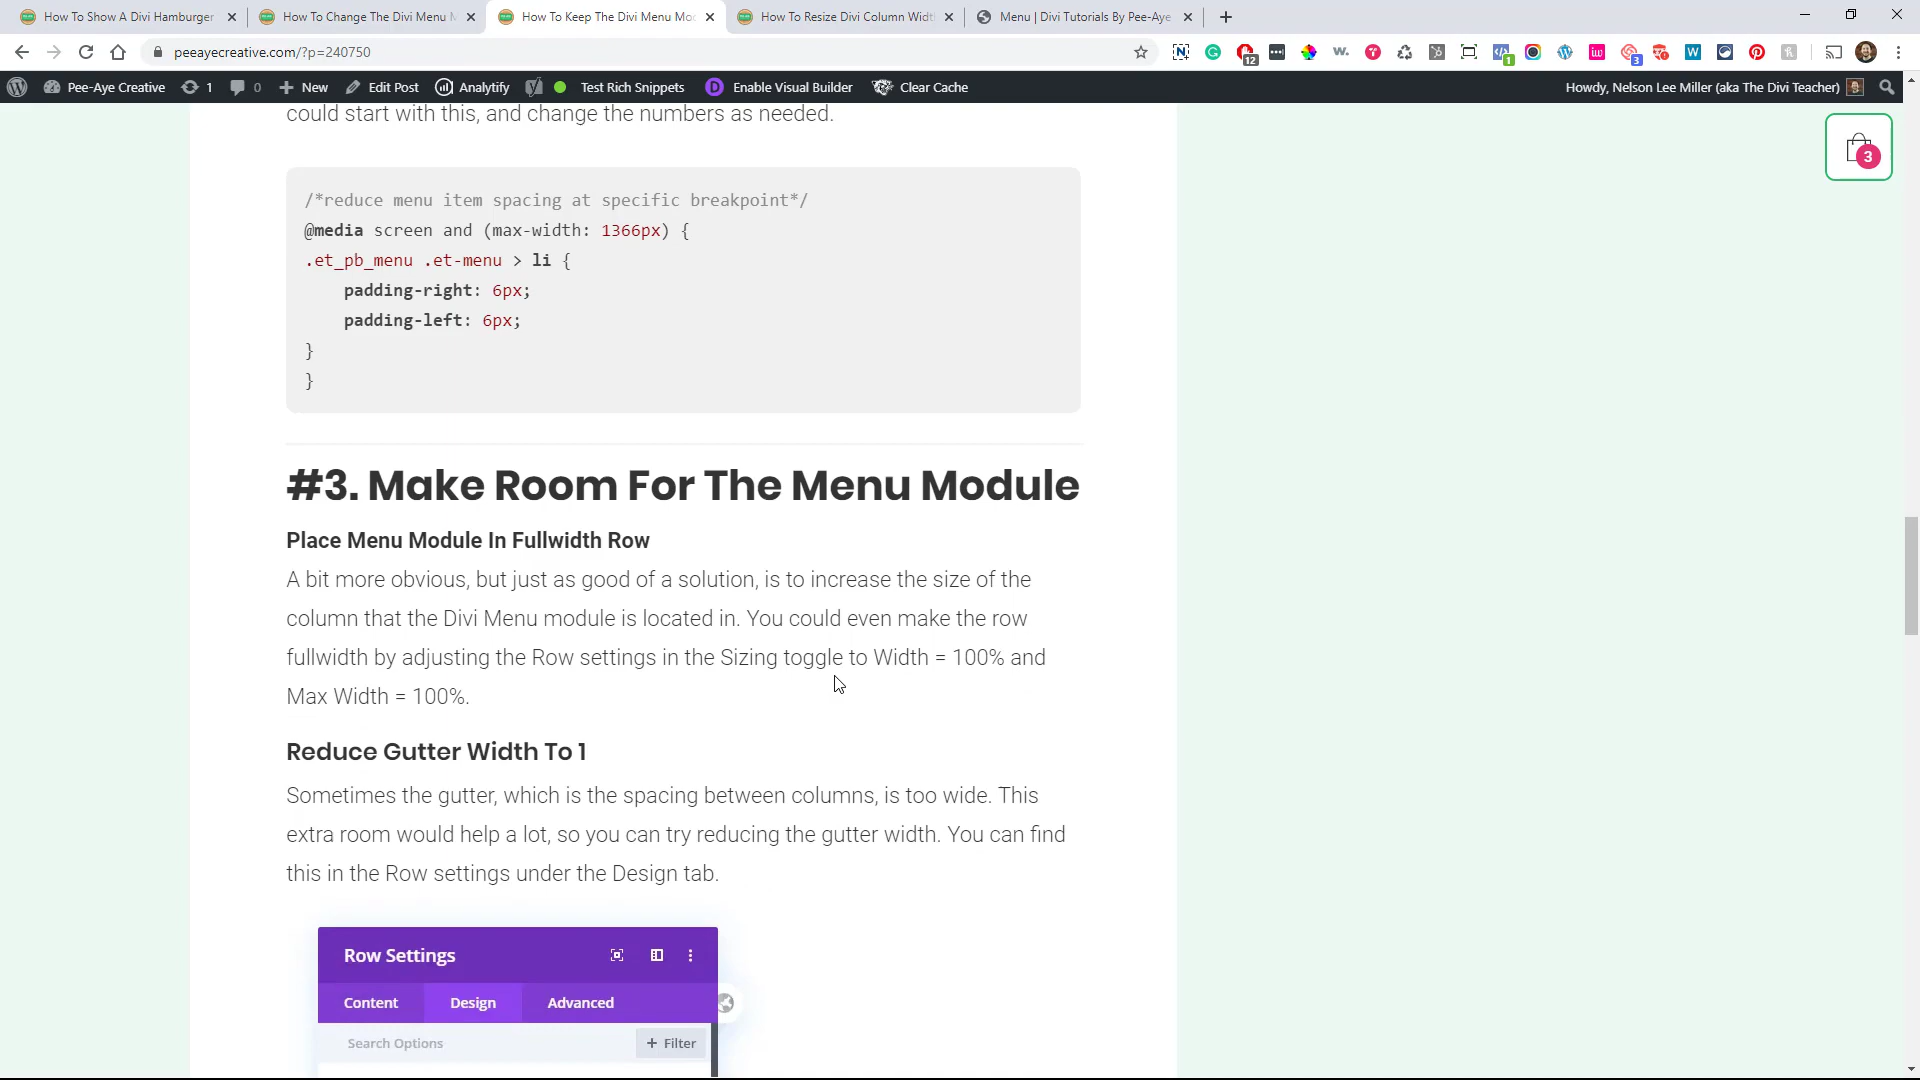 How To Show A Divi Hamburger
How To Change The Divi Menu M
How To Keep The Divi Menu Mo
How To Resize Divi Column Widt
Menu | Divi Tutorials By Pee-Aye
peeayecreative.com/?p=240750
12
1
3
Pee-Aye Creative
1
0
New
Edit Post
Analytify
Test Rich Snippets
Enable Visual Builder
Clear Cache
Howdy, Nelson Lee Miller (aka The Divi Teacher)
could start with this, and change the numbers as needed.
3
/*reduce menu item spacing at specific breakpoint*/
@media screen and (max-width: 1366px) {
.et_pb_menu .et-menu > li {
padding-right: 6px;
padding-left: 6px;
}
}
#3. Make Room For The Menu Module
Place Menu Module In Fullwidth Row
A bit more obvious, but just as good of a solution, is to increase the size of the
column that the Divi Menu module is located in. You could even make the row
fullwidth by adjusting the Row settings in the Sizing toggle to Width = 100% and
Max Width = 100%.
Reduce Gutter Width To 1
Sometimes the gutter, which is the spacing between columns, is too wide. This
extra room would help a lot, so you can try reducing the gutter width. You can find
this in the Row settings under the Design tab.
Row Settings
Content
Design
Advanced
Search Options
+ Filter